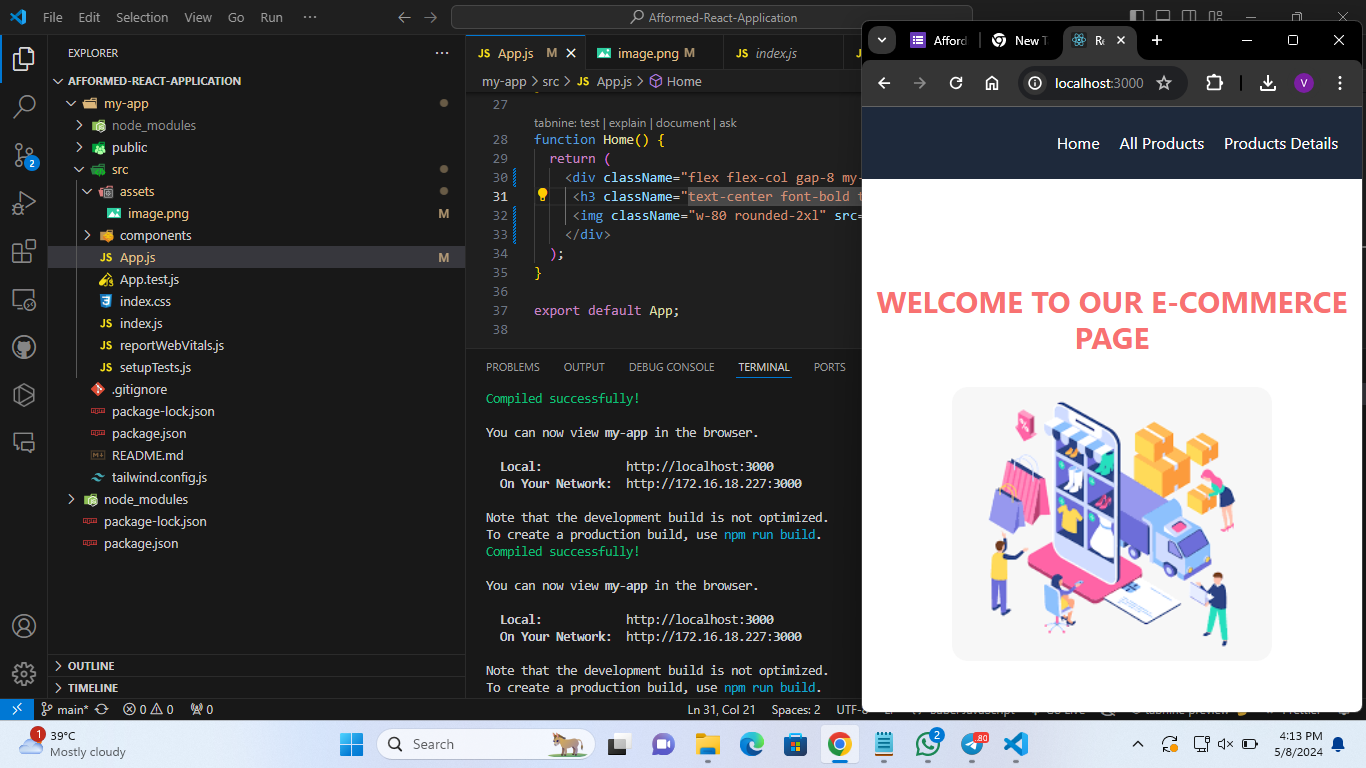 File Edit Selection View Go Run ···
Afformed-React-Application
EXPLORER
AFFORMED-REACT-APPLICATION
my-app
node_modules
public
src
assets
image.png M
components
App.js M
App.test.js
index.css
index.js
reportWebVitals.js
setupTests.js
.gitignore
package-lock.json
package.json
README.md
tailwind.config.js
node_modules
package-lock.json
package.json
OUTLINE
TIMELINE
2
JS App.js M
image.png M
JS index.js
my-app > src > JS App.js > Home
27
tabnine: test | explain | document | ask
28 function Home() {
29 return (
30 <div className="flex flex-col gap-8 my-
31 <h3 className="text-center font-bold t
32 <img className="w-80 rounded-2xl" src=
33 </div>
34 );
35 }
36
37 export default App;
38
PROBLEMS OUTPUT DEBUG CONSOLE TERMINAL PORTS
Compiled successfully!
You can now view my-app in the browser.
Local: http://localhost:3000
On Your Network: http://172.16.18.227:3000
Note that the development build is not optimized.
To create a production build, use npm run build.
Compiled successfully!
You can now view my-app in the browser.
Local: http://localhost:3000
On Your Network: http://172.16.18.227:3000
Note that the development build is not optimized.
To create a production build, use npm run build.
main* 0 0 0
Ln 31, Col 21 Spaces: 2
Afford
New T
localhost:3000
V
Home All Products Products Details
WELCOME TO OUR E-COMMERCE
PAGE
1
39°C
Mostly cloudy
Search
2
80
4:13 PM
5/8/2024